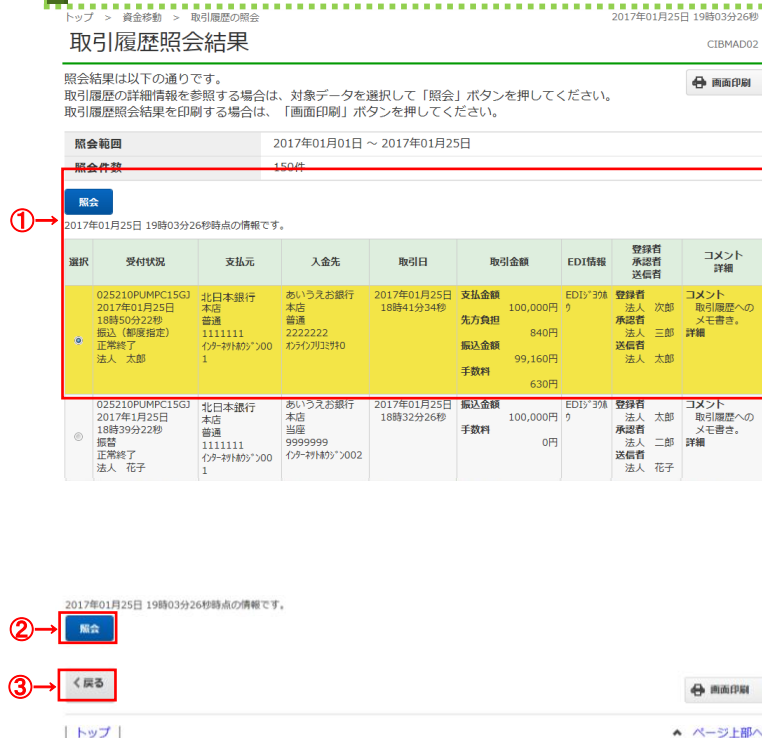 トップ > 資金移動 > 取引履歴の照会
2017年01月25日 19時03分26秒
取引履歴照会結果
CIBMAD02
照会結果は以下の通りです。
取引履歴の詳細情報を参照する場合は、対象データを選択して「照会」ボタンを押してください。
取引履歴照会結果を印刷する場合は、「画面印刷」ボタンを押してください。
画面印刷
照会範囲 2017年01月01日 ～ 2017年01月25日
照会件数 150件
①
照会
2017年01月25日 19時03分26秒時点の情報です。
選択 受付状況 支払元 入金先 取引日 取引金額 EDI情報 登録者 承認者 送信者 コメント 詳細
025210PUMPC15GJ
2017年01月25日
18時50分22秒
振込（都度指定）
正常終了
法人 太郎
北日本銀行
本店
普通
1111111
インターネットホウジン00
1
あいうえお銀行
本店
普通
2222222
オンラインフリコミサキ0
2017年01月25日
18時41分34秒
支払金額
100,000円
先方負担
840円
振込金額
99,160円
手数料
630円
EDIジヨウホ
ウ
登録者
法人 次郎
承認者
法人 三郎
送信者
法人 太郎
コメント
取引履歴への
メモ書き。
詳細
025210PUMPC15GJ
2017年1月25日
18時39分22秒
振替
正常終了
法人 花子
北日本銀行
本店
普通
1111111
インターネットホウジン00
1
あいうえお銀行
本店
当座
9999999
インターネットホウジン002
2017年01月25日
18時32分26秒
振込金額
100,000円
手数料
0円
EDIジヨウホ
ウ
登録者
法人 太郎
承認者
法人 二郎
送信者
法人 花子
コメント
取引履歴への
メモ書き。
詳細
2017年01月25日 19時03分26秒時点の情報です。
②
照会
③
戻る
画面印刷
| トップ |
ページ上部へ